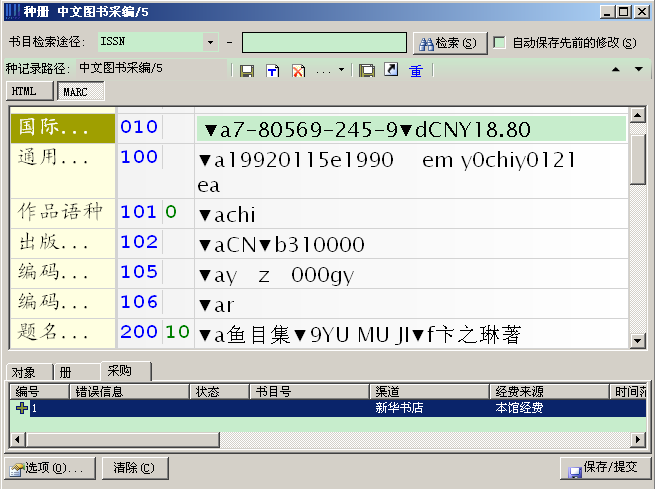 种册 中文图书采编/5
书目检索途径: ISSN - 检索(S) 自动保存先前的修改(S)
种记录路径: 中文图书采编/5 ... 重
HTML MARC
国际... 010 ▼a7-80569-245-9▼dCNY18.80
通用... 100 ▼a19920115e1990 em y0chiy0121
ea
作品语种 101 0 ▼achi
出版... 102 ▼aCN▼b310000
编码... 105 ▼ay z 000gy
编码... 106 ▼ar
题名... 200 10 ▼a鱼目集▼9YU MU JI▼f卞之琳著
对象 册 采购
编号 错误信息 状态 书目号 渠道 经费来源 时间范
1 新华书店 本馆经费
选项(O)... 清除(C) 保存/提交